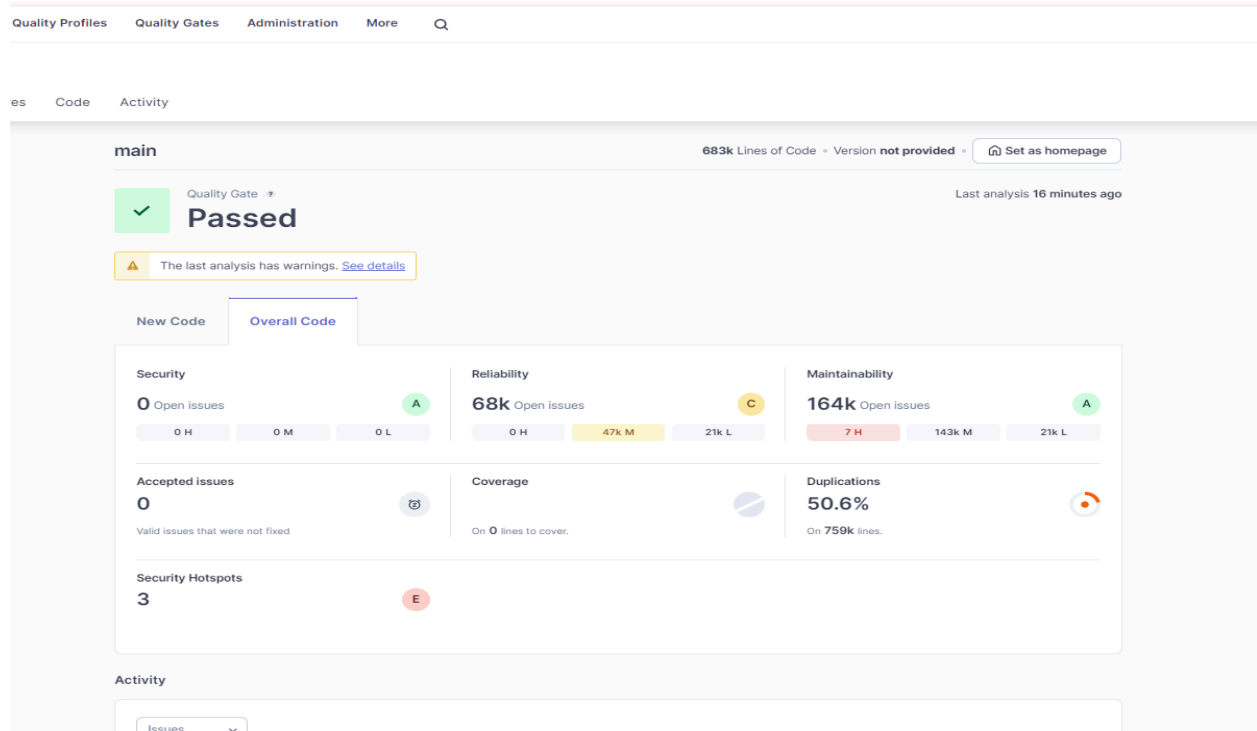 Quality Profiles Quality Gates Administration More
es Code Activity
main 683k Lines of Code • Version not provided • Set as homepage
Quality Gate ? Last analysis 16 minutes ago
Passed
The last analysis has warnings. See details
New Code Overall Code
Security Reliability Maintainability
0 Open issues A 68k Open issues C 164k Open issues A
0 H 0 M 0 L 0 H 47k M 21k L 7 H 143k M 21k L
Accepted issues Coverage Duplications
0 50.6%
Valid issues that were not fixed On 0 lines to cover. On 759k lines.
Security Hotspots
3 E
Activity
Issues